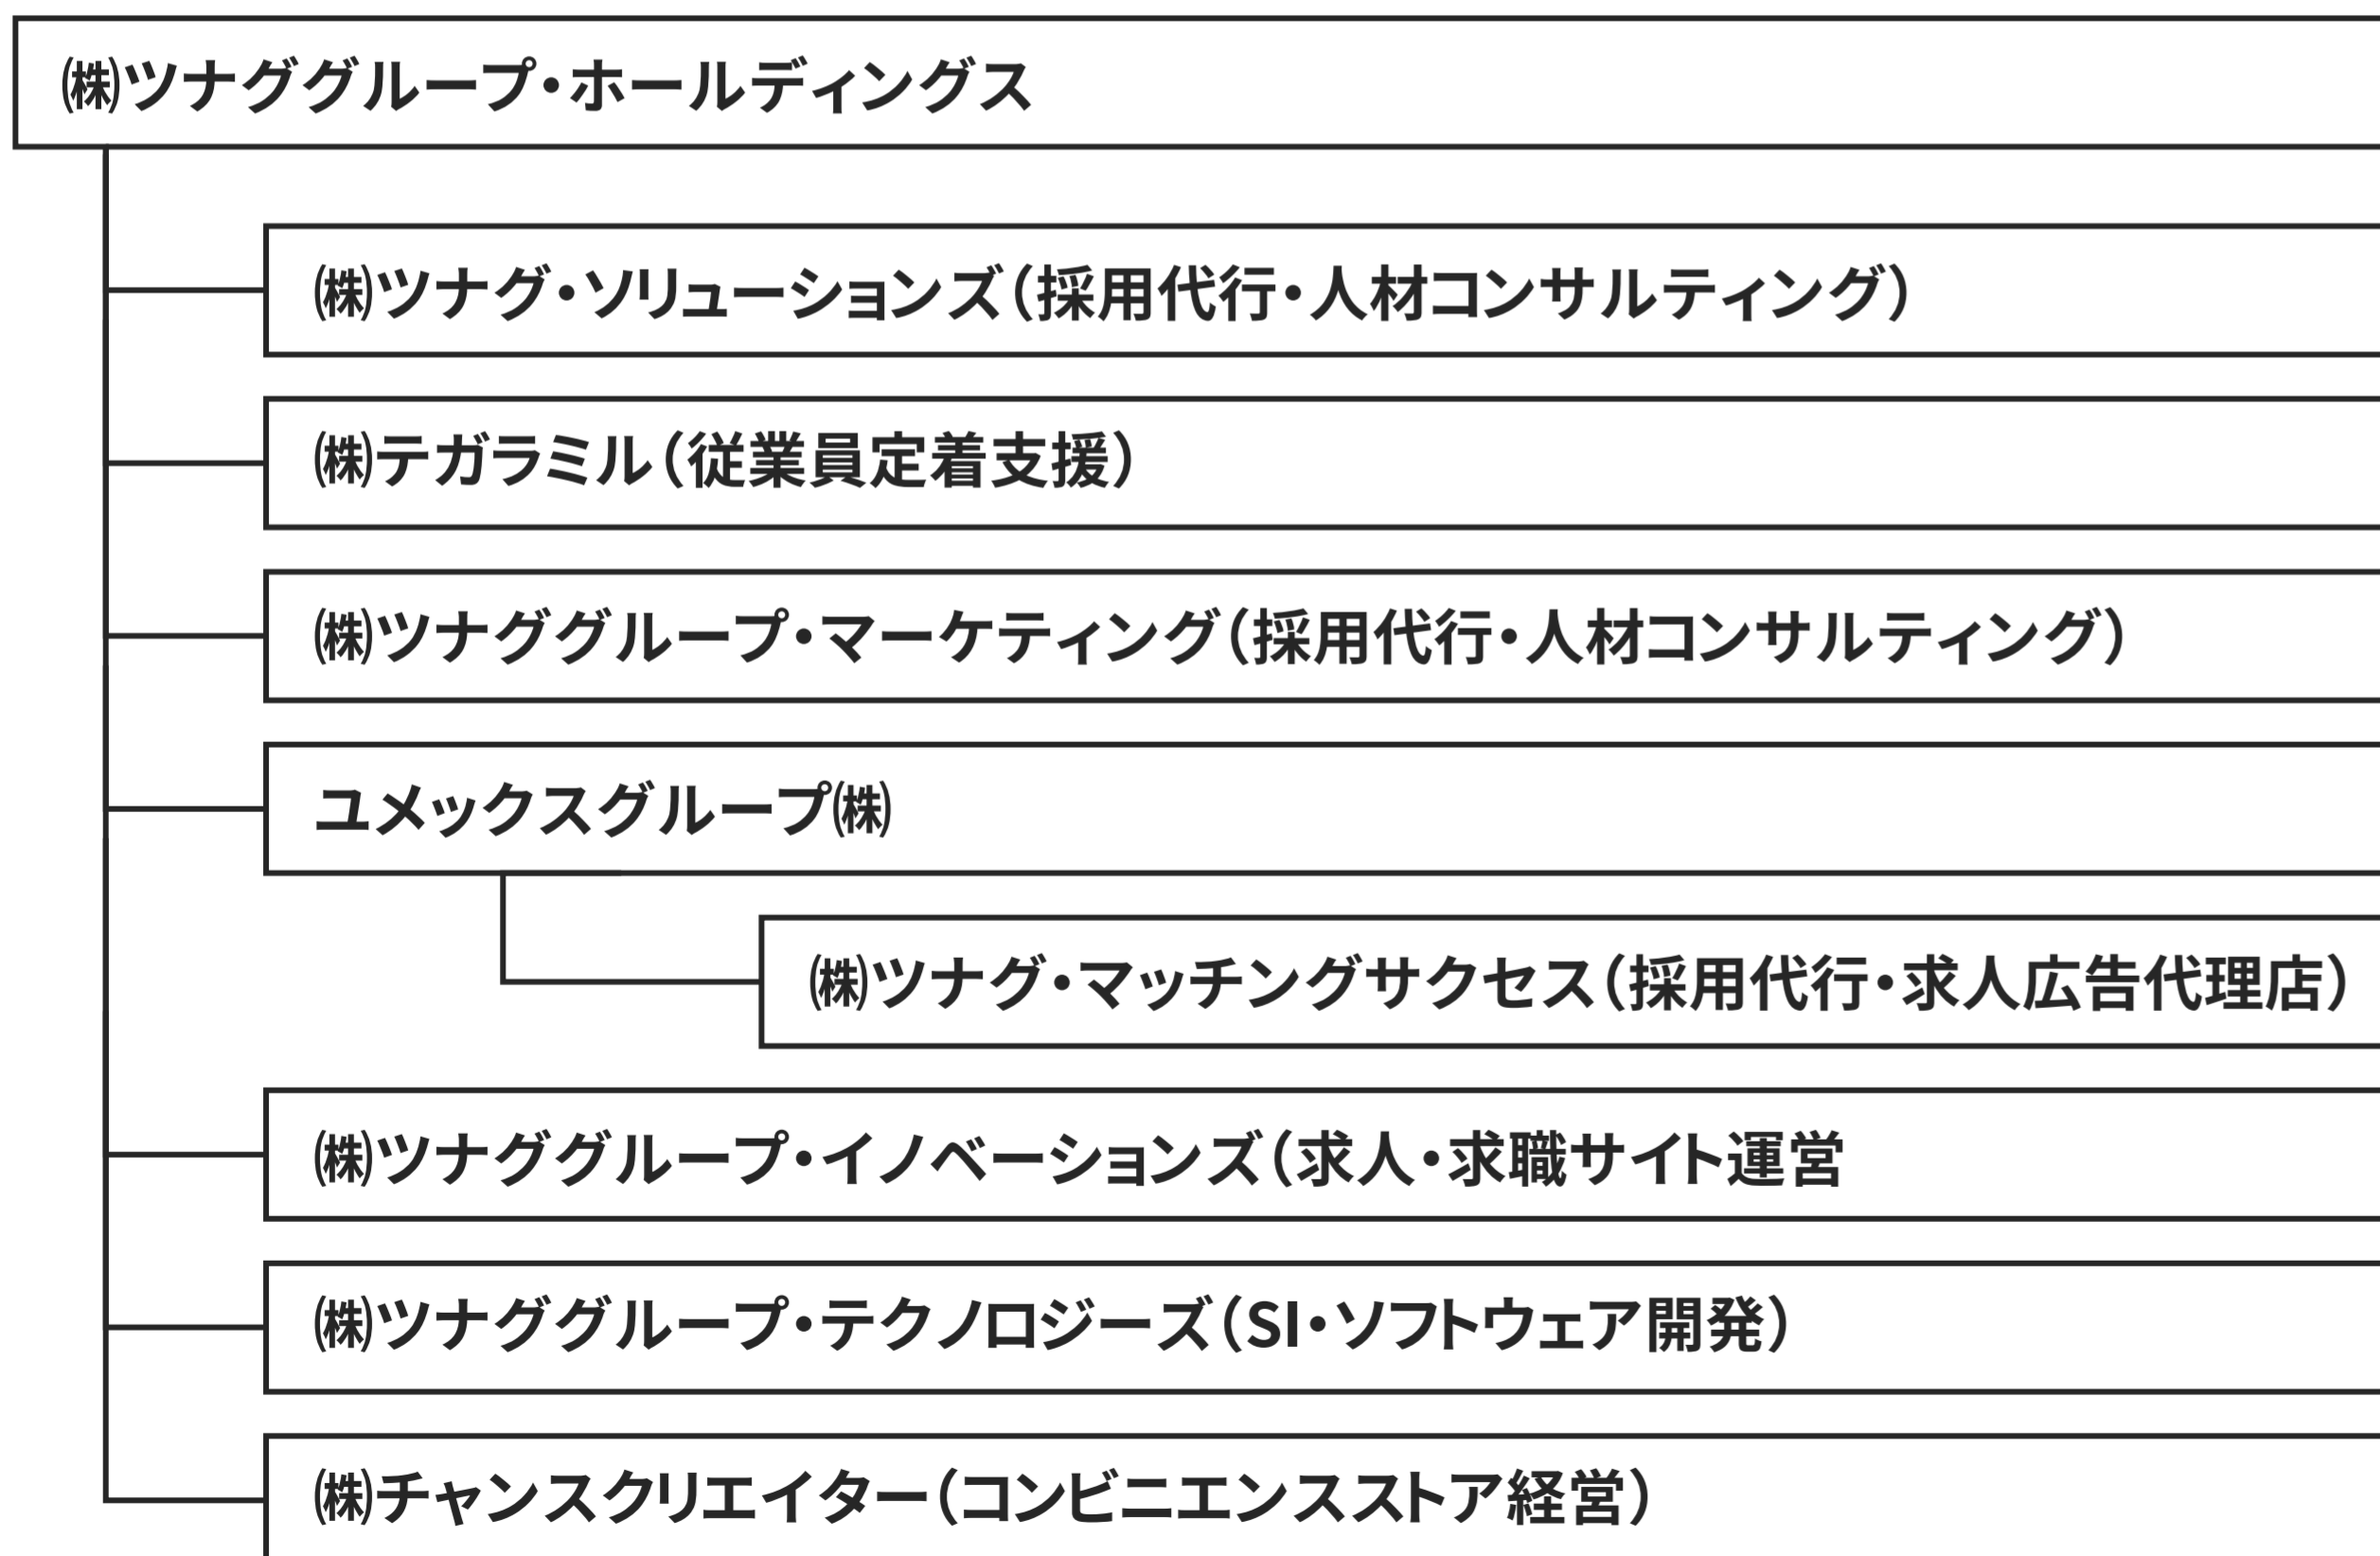 ㈱ツナググループ・ホールディングス
㈱ツナグ・ソリューションズ(採用代行・人材コンサルティング)
㈱テガラミル(従業員定着支援)
㈱ツナググループ・マーケティング(採用代行・人材コンサルティング)
ユメックスグループ㈱
㈱ツナグ・マッチングサクセス(採用代行・求人広告代理店)
㈱ツナググループ・イノベーションズ(求人・求職サイト運営
㈱ツナググループ・テクノロジーズ(SI・ソフトウェア開発)
㈱チャンスクリエイター(コンビニエンスストア経営)